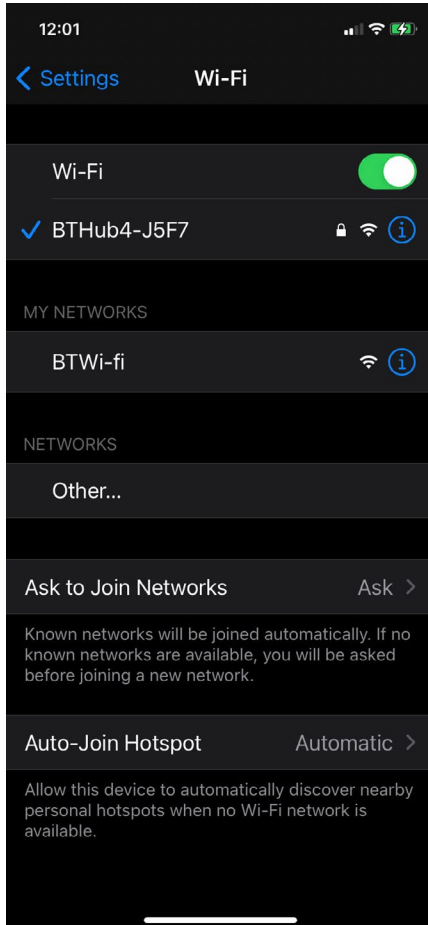 12:01
Settings
Wi-Fi
Wi-Fi
BTHub4-J5F7
MY NETWORKS
BTWi-fi
NETWORKS
Other...
Ask to Join Networks Ask
Known networks will be joined automatically. If no
known networks are available, you will be asked
before joining a new network.
Auto-Join Hotspot Automatic
Allow this device to automatically discover nearby
personal hotspots when no Wi-Fi network is
available.